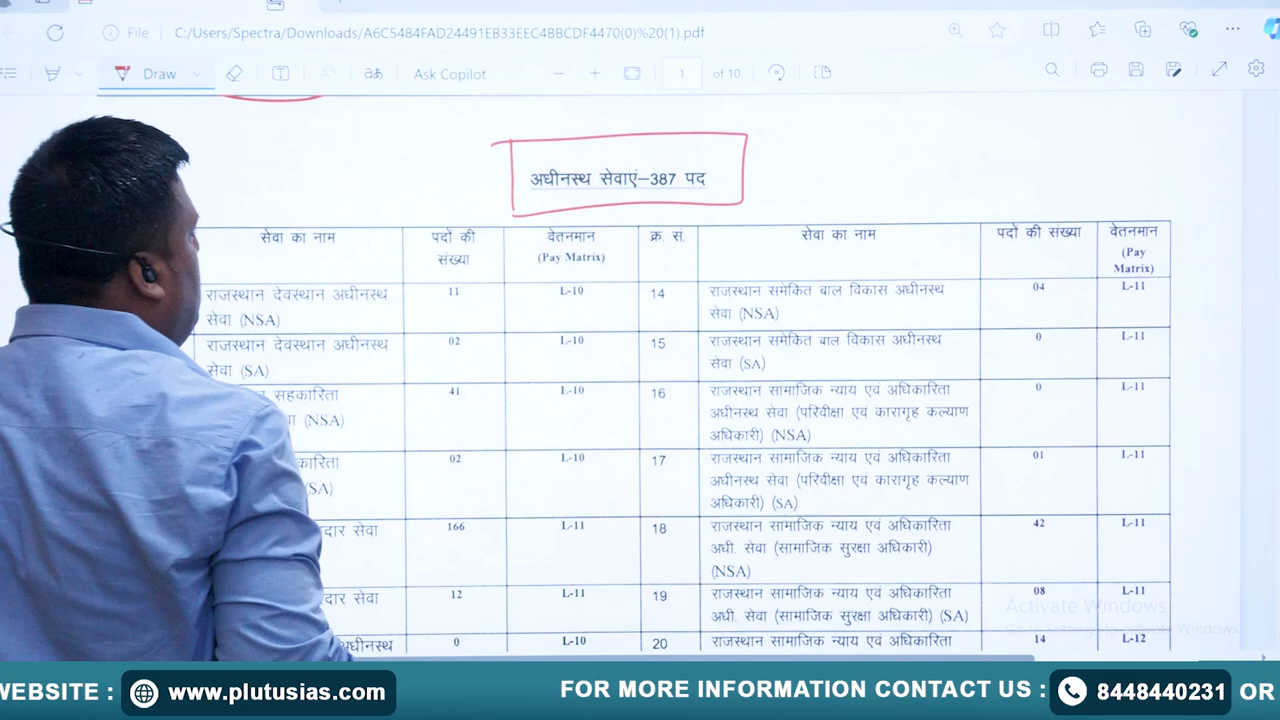 File C:/Users/Spectra/Downloads/A6C5484FAD24491EB33EEC4BBCDF4470(0)%20(1).pdf
Draw Ask Copilot 1 of 10
अधीनस्थ सेवाएं–387 पद
सेवा का नाम पदों की संख्या वेतनमान (Pay Matrix) क्र. सं. सेवा का नाम पदों की संख्या वेतनमान (Pay Matrix)
राजस्थान देवस्थान अधीनस्थ 11 L-10 14 राजस्थान समेकित बाल विकास अधीनस्थ 04 L-11
सेवा (NSA) सेवा (NSA)
राजस्थान देवस्थान अधीनस्थ 02 L-10 15 राजस्थान समेकित बाल विकास अधीनस्थ 0 L-11
सेवा (SA) सेवा (SA)
सहकारिता 41 L-10 16 राजस्थान सामाजिक न्याय एवं अधिकारिता 0 L-11
(NSA) अधीनस्थ सेवा (परिवीक्षा एवं कारागृह कल्याण
अधिकारी) (NSA)
02 L-10 17 राजस्थान सामाजिक न्याय एवं अधिकारिता 01 L-11
अधीनस्थ सेवा (परिवीक्षा एवं कारागृह कल्याण
अधिकारी) (SA)
सेवा 166 L-11 18 राजस्थान सामाजिक न्याय एवं अधिकारिता 42 L-11
अधी. सेवा (सामाजिक सुरक्षा अधिकारी)
(NSA)
सेवा 12 L-11 19 राजस्थान सामाजिक न्याय एवं अधिकारिता 08 L-11
अधी. सेवा (सामाजिक सुरक्षा अधिकारी) (SA)
अधीनस्थ 0 L-10 20 राजस्थान सामाजिक न्याय एवं अधिकारिता 14 L-12
Activate Windows
Go to Settings to activate Windows.
WEBSITE : www.plutusias.com FOR MORE INFORMATION CONTACT US : 8448440231 OR